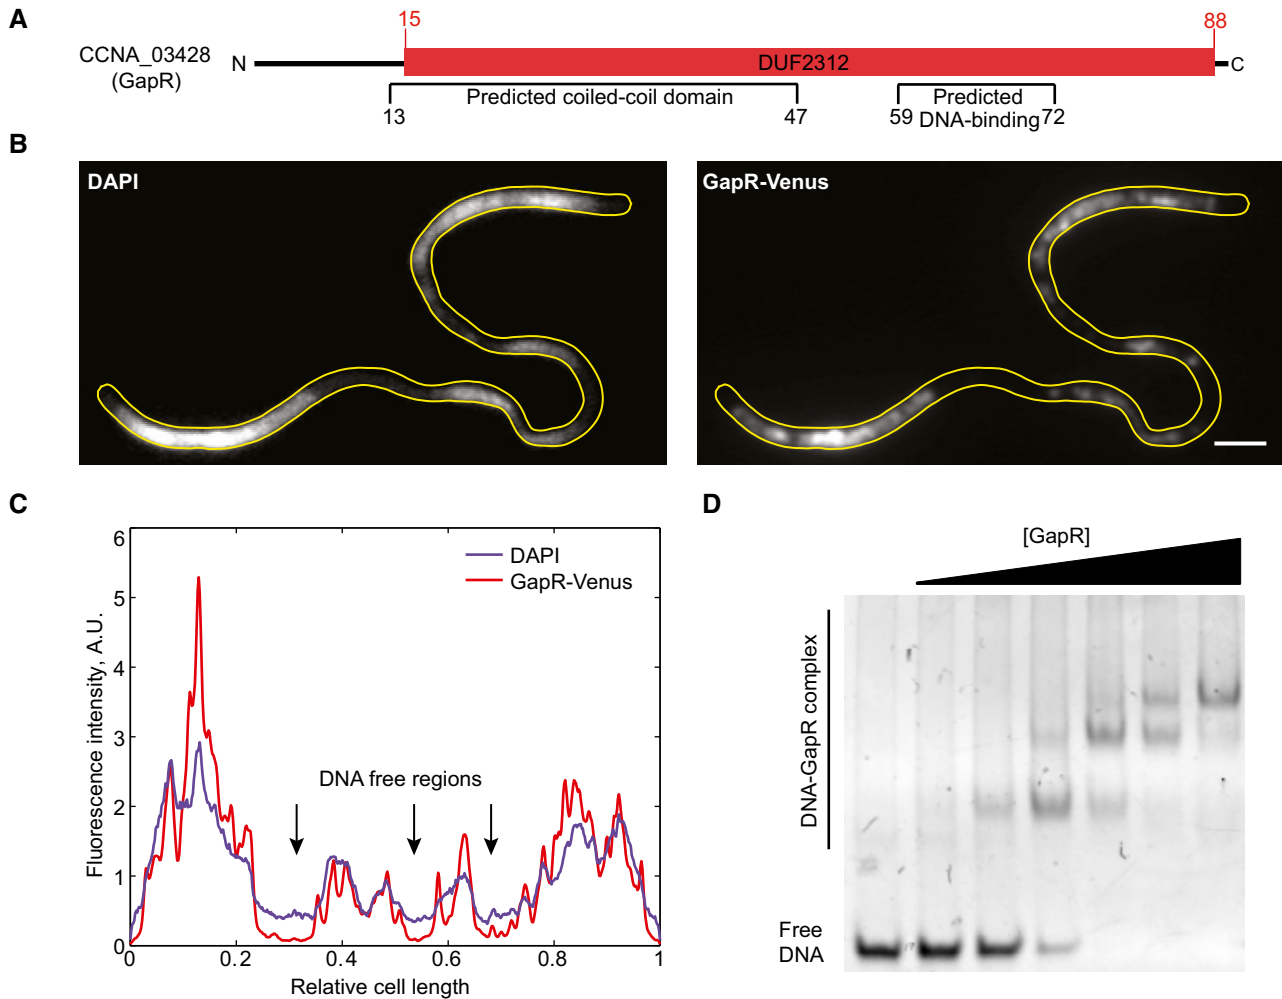 A
15
88
CCNA_03428
(GapR)
N
DUF2312
C
Predicted coiled-coil domain
Predicted
DNA-binding
13
47
59
72
B
DAPI
GapR-Venus
C
D
6
5
4
3
2
1
0
Fluorescence intensity, A.U.
DAPI
GapR-Venus
DNA free regions
0
0.2
0.4
0.6
0.8
1
Relative cell length
[GapR]
DNA-GapR complex
Free
DNA